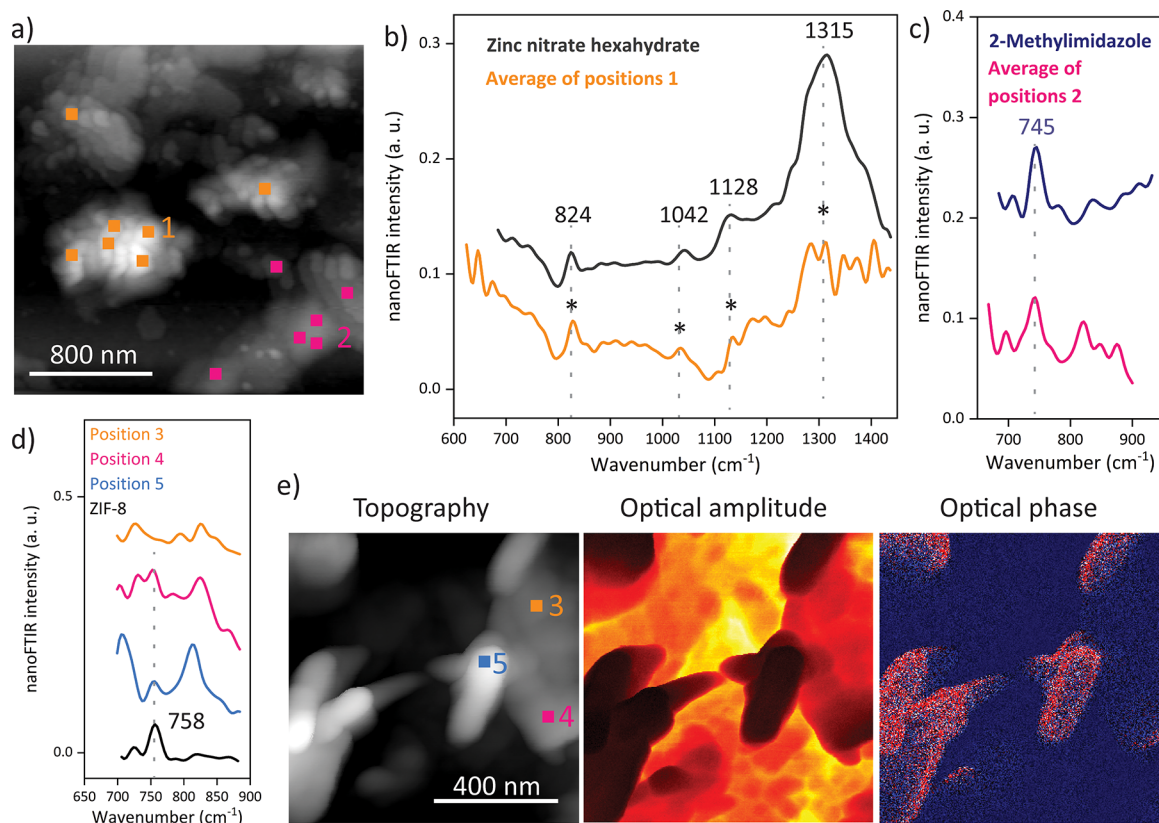 a)
1
2
800 nm
b)
Zinc nitrate hexahydrate
Average of positions 1
1315
1128
824
1042
*
*
*
*
nanoFTIR intensity (a. u.)
0.3
0.2
0.1
0.0
600 700 800 900 1000 1100 1200 1300 1400
Wavenumber (cm-1)
c)
2-Methylimidazole
Average of
positions 2
745
nanoFTIR intensity (a. u.)
0.4
0.3
0.2
0.1
0.0
700 800 900
Wavenumber (cm-1)
d)
Position 3
Position 4
Position 5
ZIF-8
758
nanoFTIR intensity (a. u.)
0.5
0.0
650 700 750 800 850 900
Wavenumber (cm-1)
e)
Topography
Optical amplitude
Optical phase
3
5
4
400 nm